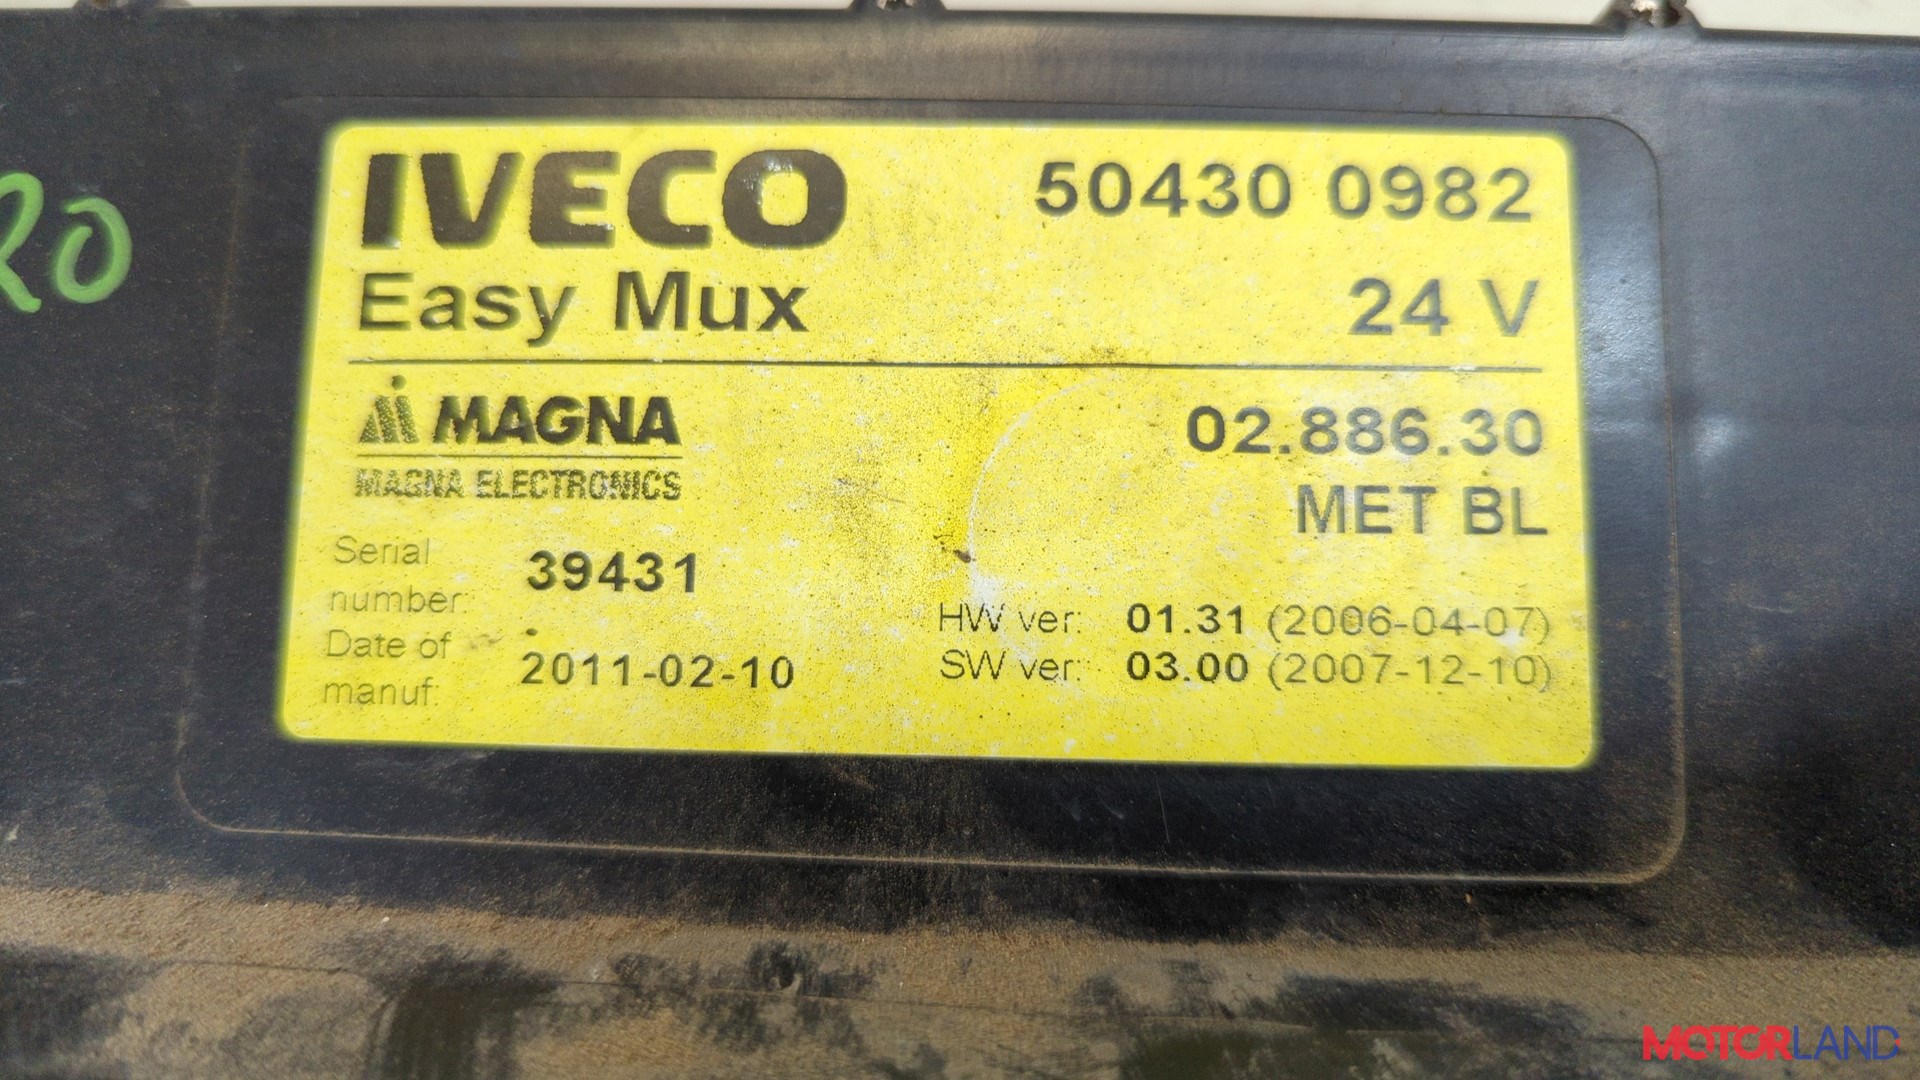 IVECO 50430 0982
Easy Mux 24 V
MAGNA 02.886.30
MAGNA ELECTRONICS MET BL
Serial number: 39431
Date of manuf: 2011-02-10
HW ver: 01.31 (2006-04-07)
SW ver: 03.00 (2007-12-10)
20
MOTORLAND